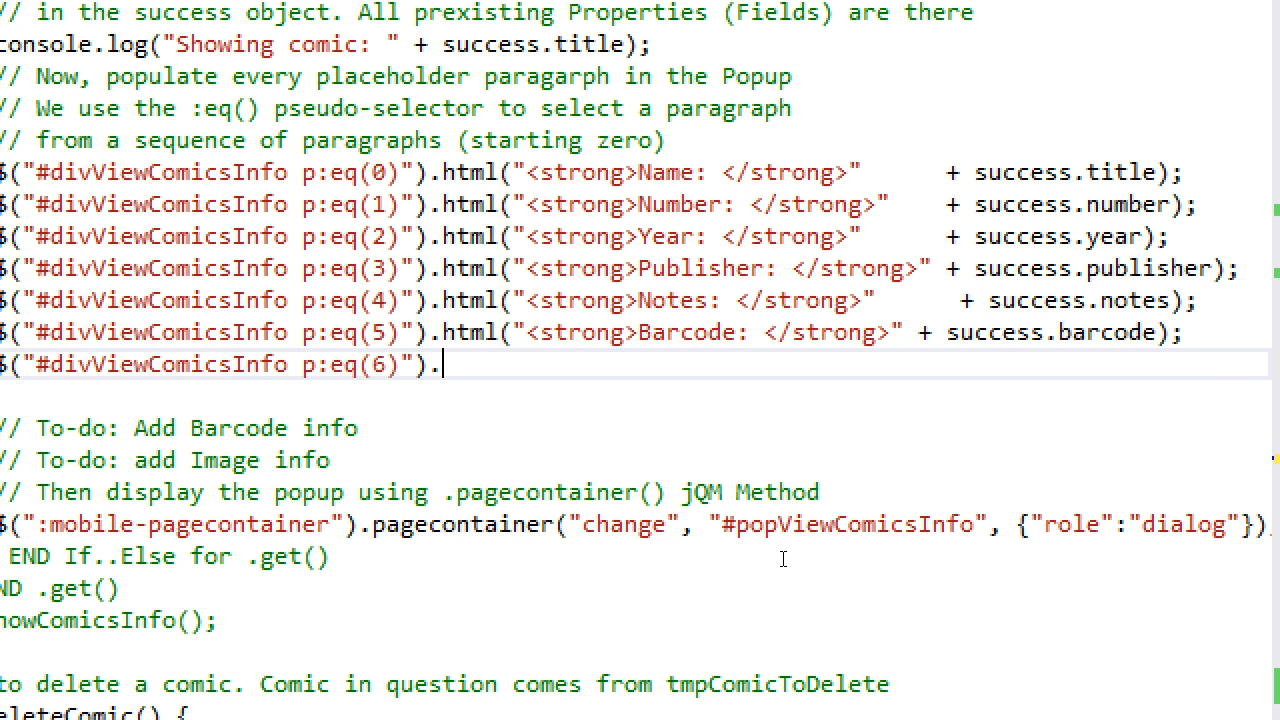 // in the success object. All prexisting Properties (Fields) are there
console.log("Showing comic: " + success.title);
// Now, populate every placeholder paragarph in the Popup
// We use the :eq() pseudo-selector to select a paragraph
// from a sequence of paragraphs (starting zero)
$("#divViewComicsInfo p:eq(0)").html("<strong>Name: </strong>"      + success.title);
$("#divViewComicsInfo p:eq(1)").html("<strong>Number: </strong>"    + success.number);
$("#divViewComicsInfo p:eq(2)").html("<strong>Year: </strong>"      + success.year);
$("#divViewComicsInfo p:eq(3)").html("<strong>Publisher: </strong>" + success.publisher);
$("#divViewComicsInfo p:eq(4)").html("<strong>Notes: </strong>"      + success.notes);
$("#divViewComicsInfo p:eq(5)").html("<strong>Barcode: </strong>" + success.barcode);
$("#divViewComicsInfo p:eq(6)").
// To-do: Add Barcode info
// To-do: add Image info
// Then display the popup using .pagecontainer() jQM Method
$(":mobile-pagecontainer").pagecontainer("change", "#popViewComicsInfo", {"role":"dialog"})
END If..Else for .get()
ND .get()
howComicsInfo();
to delete a comic. Comic in question comes from tmpComicToDelete
eleteComic() {